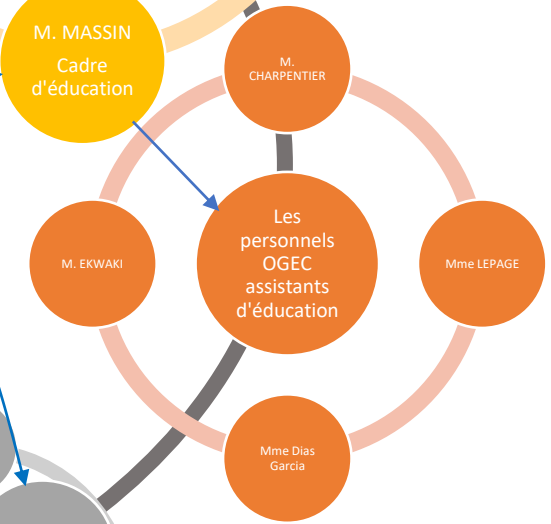 M. MASSIN
Cadre
d'éducation
M.
CHARPENTIER
Les
personnels
OGEC
assistants
d'éducation
M. EKWAKI
Mme LEPAGE
Mme Dias
Garcia